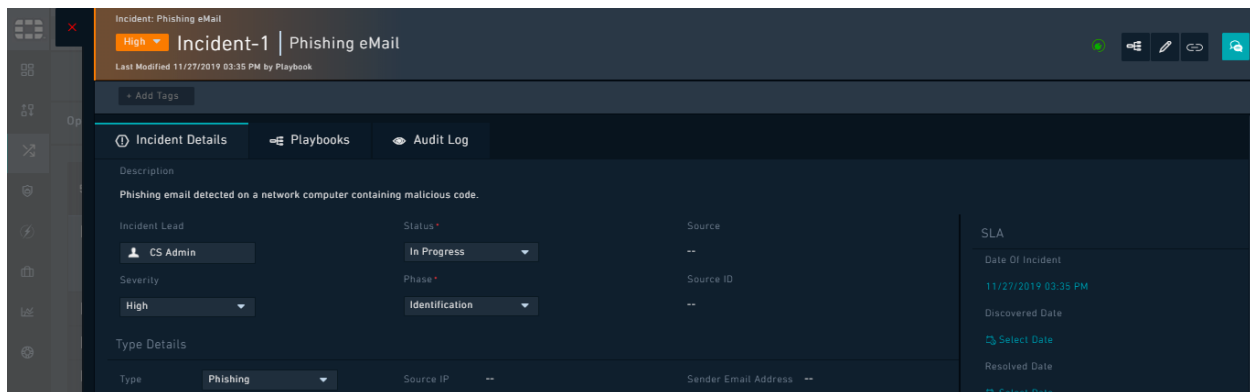 Incident: Phishing eMail
High Incident-1 | Phishing eMail
Last Modified 11/27/2019 03:35 PM by Playbook
+ Add Tags
Op
Incident Details Playbooks Audit Log
Description
Phishing email detected on a network computer containing malicious code.
Incident Lead Status* Source
CS Admin In Progress --
Severity Phase* Source ID
High Identification --
Type Details
Type Phishing Source IP -- Sender Email Address --
SLA
Date Of Incident
11/27/2019 03:35 PM
Discovered Date
Select Date
Resolved Date
Select Date